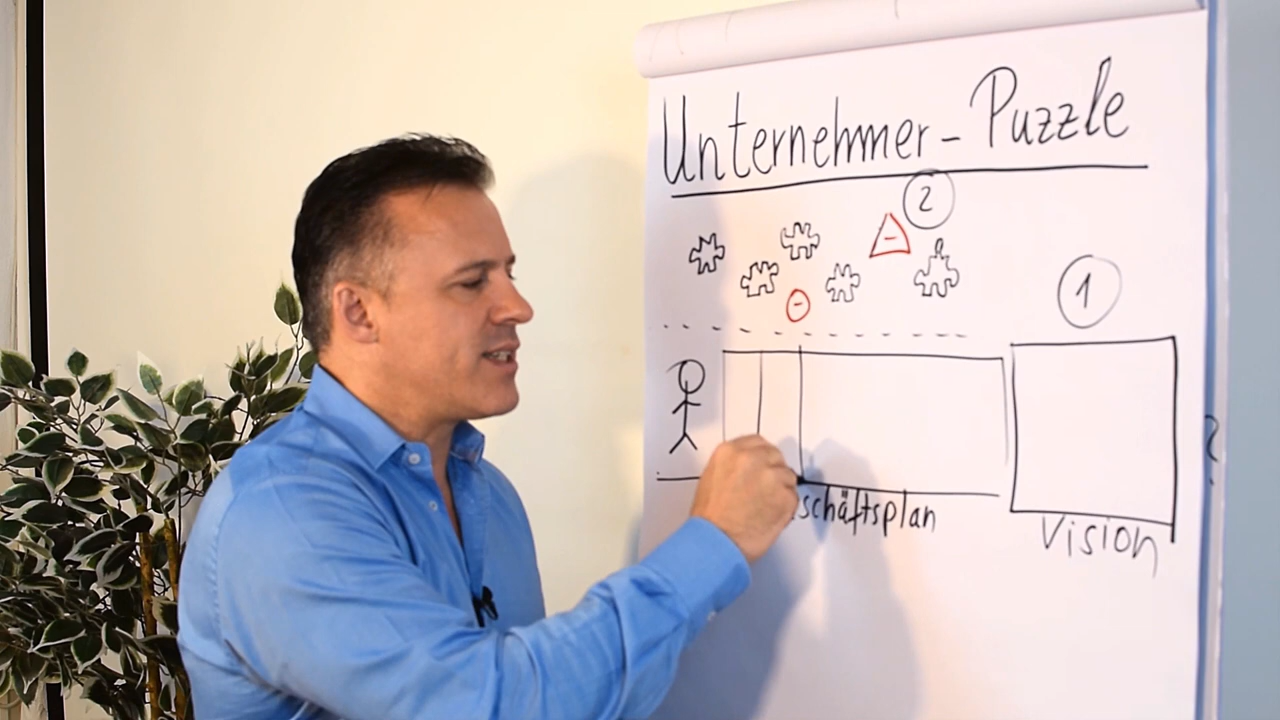 Unternehmer - Puzzle
2
1
schäftsplan
Vision